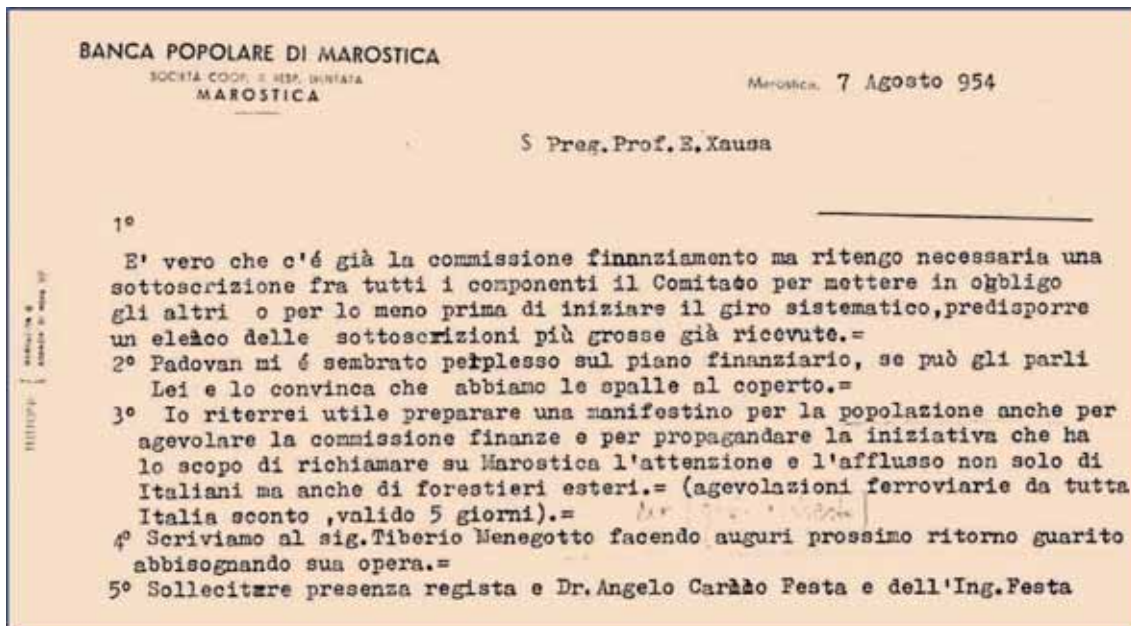 BANCA POPOLARE DI MAROSTICA
SOCIETÀ COOP. A RESP. LIMITATA
MAROSTICA
Marostica, 7 Agosto 954
S Preg.Prof.E.Xausa
1°
E' vero che c'é già la commissione finanziamento ma ritengo necessaria una
sottoscrizione fra tutti i componenti il Comitato per mettere in obbligo
gli altri o per lo meno prima di iniziare il giro sistematico,predisporre
un elenco delle sottoscrizioni più grosse già ricevute.=
2° Padovan mi é sembrato perplesso sul piano finanziario, se può gli parli
Lei e lo convinca che abbiamo le spalle al coperto.=
3° Io riterrei utile preparare una manifestino per la popolazione anche per
agevolare la commissione finanze e per propagandare la iniziativa che ha
lo scopo di richiamare su Marostica l'attenzione e l'afflusso non solo di
Italiani ma anche di forestieri esteri.= (agevolazioni ferroviarie da tutta
Italia sconto ,valido 5 giorni).=
4° Scriviamo al sig.Tiberio Menegotto facendo auguri prossimo ritorno guarito
abbisognando sua opera.=
5° Sollecitare presenza regista e Dr.Angelo Carlo Festa e dell'Ing.Festa